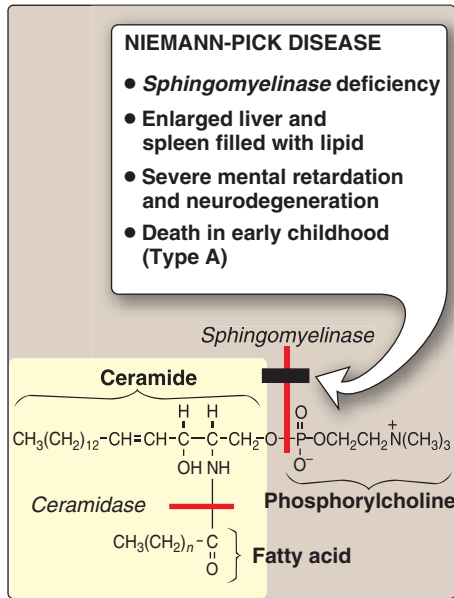 NIEMANN-PICK DISEASE
• Sphingomyelinase deficiency
• Enlarged liver and
spleen filled with lipid
• Severe mental retardation
and neurodegeneration
• Death in early childhood
(Type A)
Sphingomyelinase
Ceramide
H H O
CH₃(CH₂)₁₂–CH=CH–C–C–CH₂–O–P–OCH₂CH₂N⁺(CH₃)₃
OH NH O⁻
Phosphorylcholine
Ceramidase
CH₃(CH₂)ₙ–C
O
Fatty acid